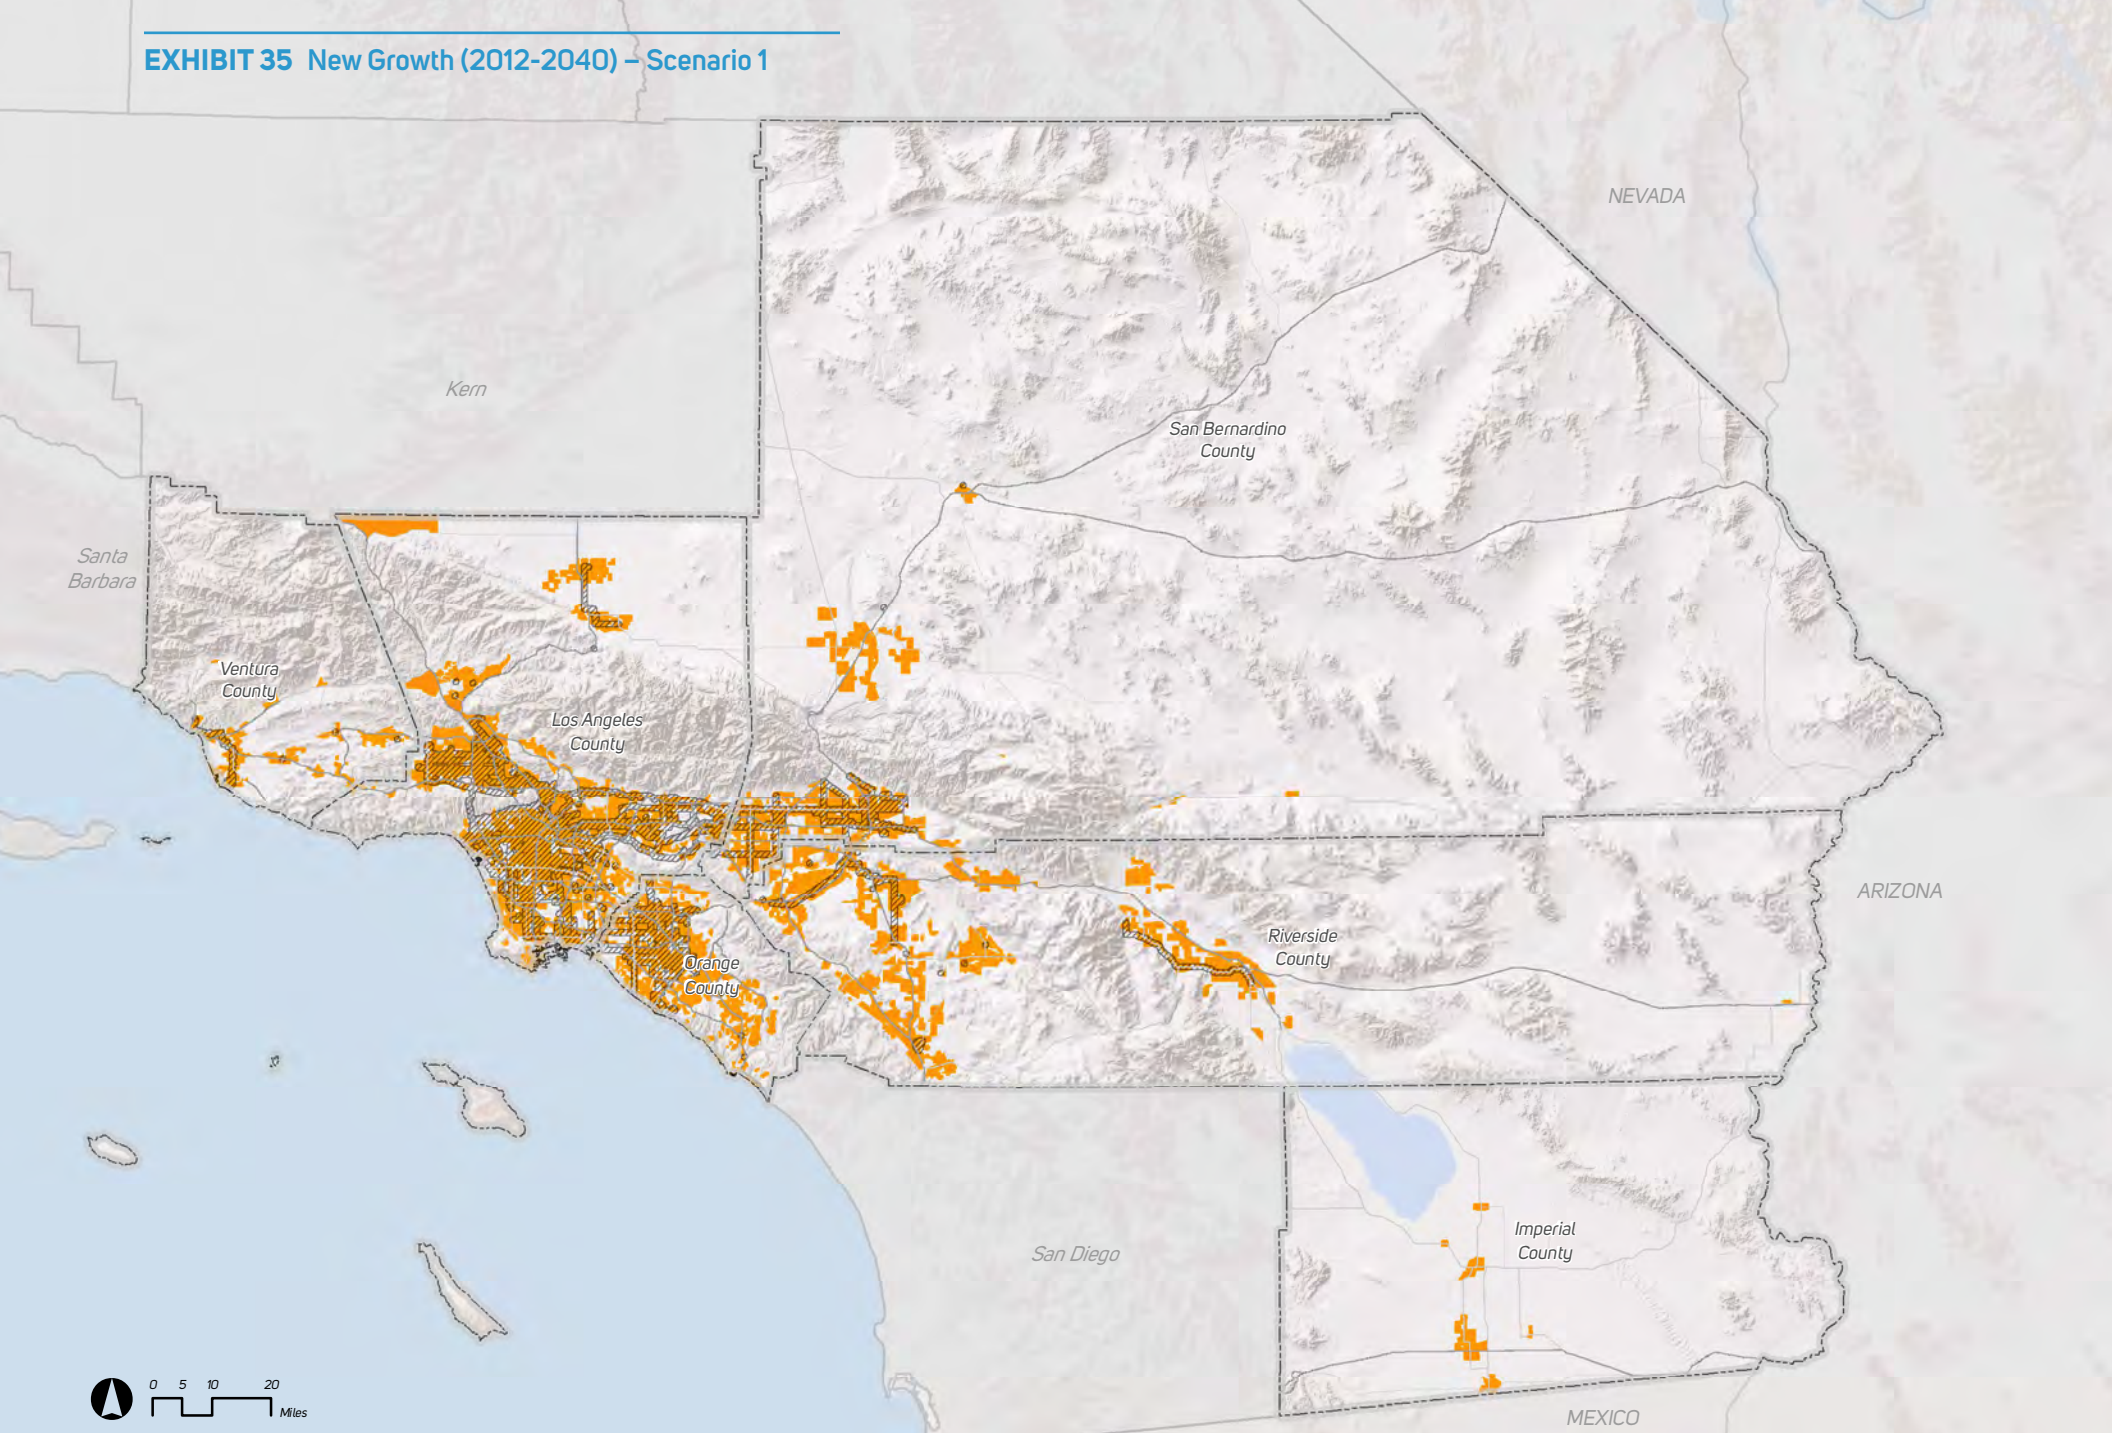 EXHIBIT 35 New Growth (2012-2040) – Scenario 1
NEVADA
Kern
San Bernardino
County
Santa
Barbara
Ventura
County
Los Angeles
County
ARIZONA
Riverside
County
Orange
County
Imperial
County
San Diego
0 5 10 20
Miles
MEXICO